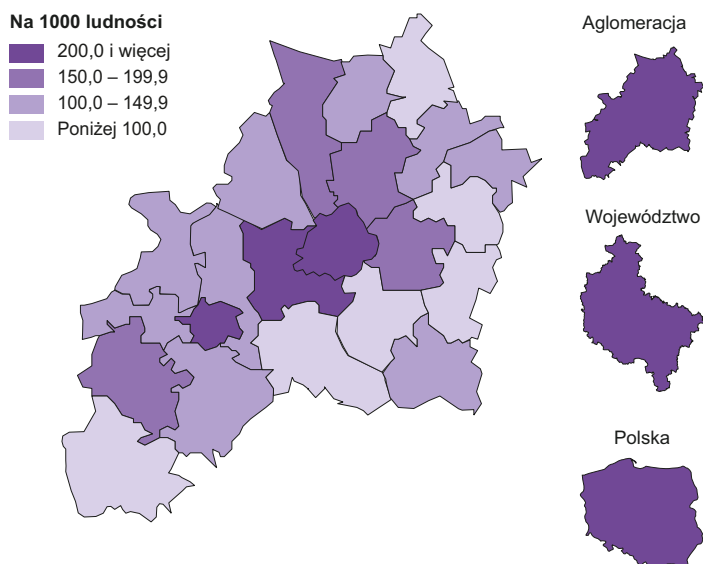 Na 1000 ludności
200,0 i więcej
150,0 – 199,9
100,0 – 149,9
Poniżej 100,0
Aglomeracja
Województwo
Polska